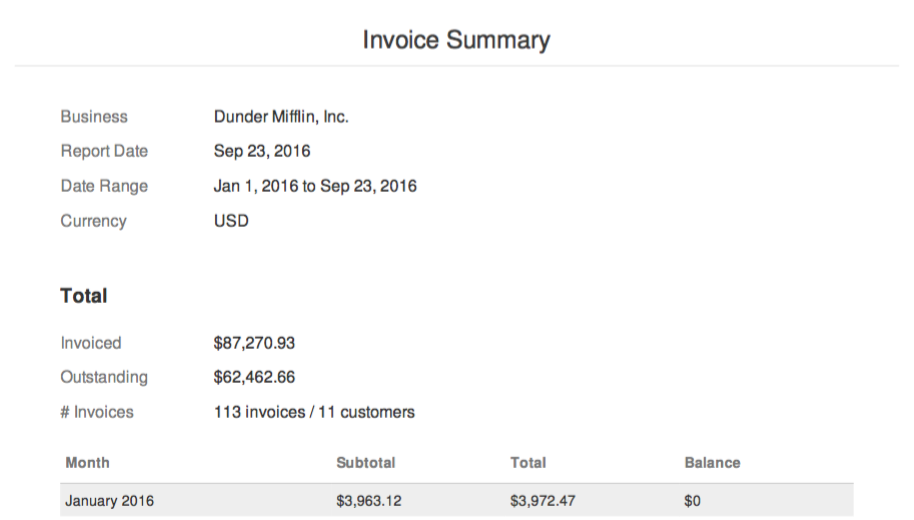 Invoice Summary
Business Dunder Mifflin, Inc.
Report Date Sep 23, 2016
Date Range Jan 1, 2016 to Sep 23, 2016
Currency USD
Total
Invoiced $87,270.93
Outstanding $62,462.66
# Invoices 113 invoices / 11 customers
Month Subtotal Total Balance
January 2016 $3,963.12 $3,972.47 $0